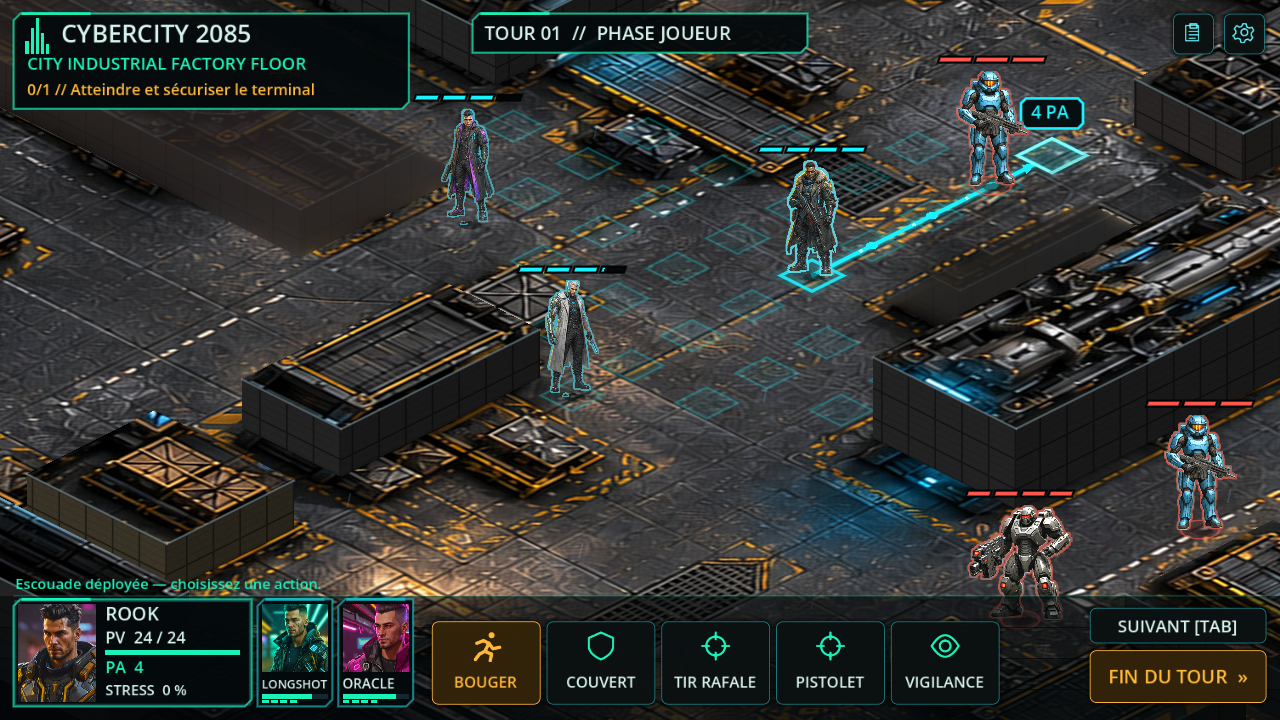 CYBERCITY 2085
CITY INDUSTRIAL FACTORY FLOOR
0/1 // Atteindre et sécuriser le terminal
TOUR 01 // PHASE JOUEUR
4 PA
Escouade déployée — choisissez une action.
ROOK
PV 24 / 24
PA 4
STRESS 0 %
LONGSHOT
ORACLE
BOUGER
COUVERT
TIR RAFALE
PISTOLET
VIGILANCE
SUIVANT [TAB]
FIN DU TOUR »